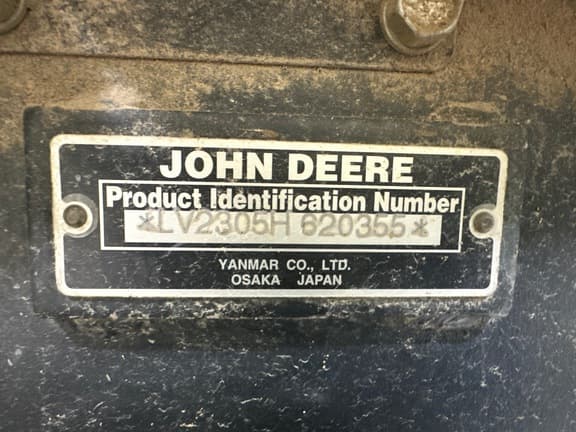 JOHN DEERE
Product Identification Number
*LV2305H 620355*
YANMAR CO., LTD.
OSAKA JAPAN